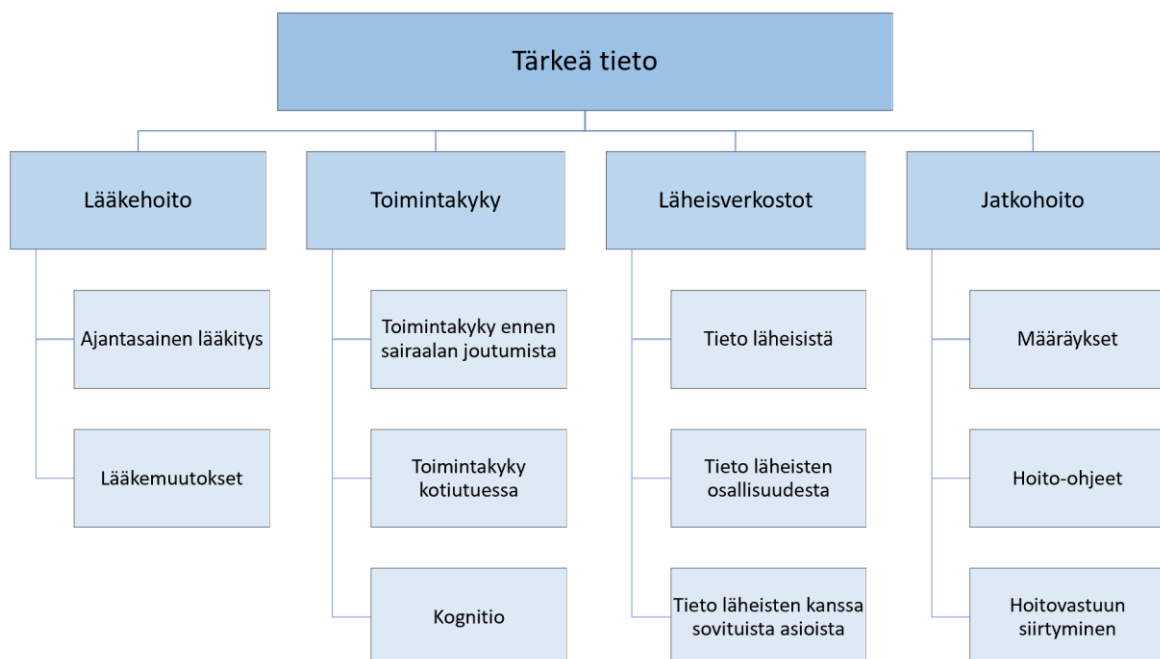 Tärkeä tieto
Lääkehoito
Ajantasainen lääkitys
Lääkemuutokset
Toimintakyky
Toimintakyky ennen
sairaalan joutumista
Toimintakyky
kotiutuessa
Kognitio
Läheisverkostot
Tieto läheisistä
Tieto läheisten
osallisuudesta
Tieto läheisten kanssa
sovituista asioista
Jatkohoito
Määräykset
Hoito-ohjeet
Hoitovastuun
siirtyminen